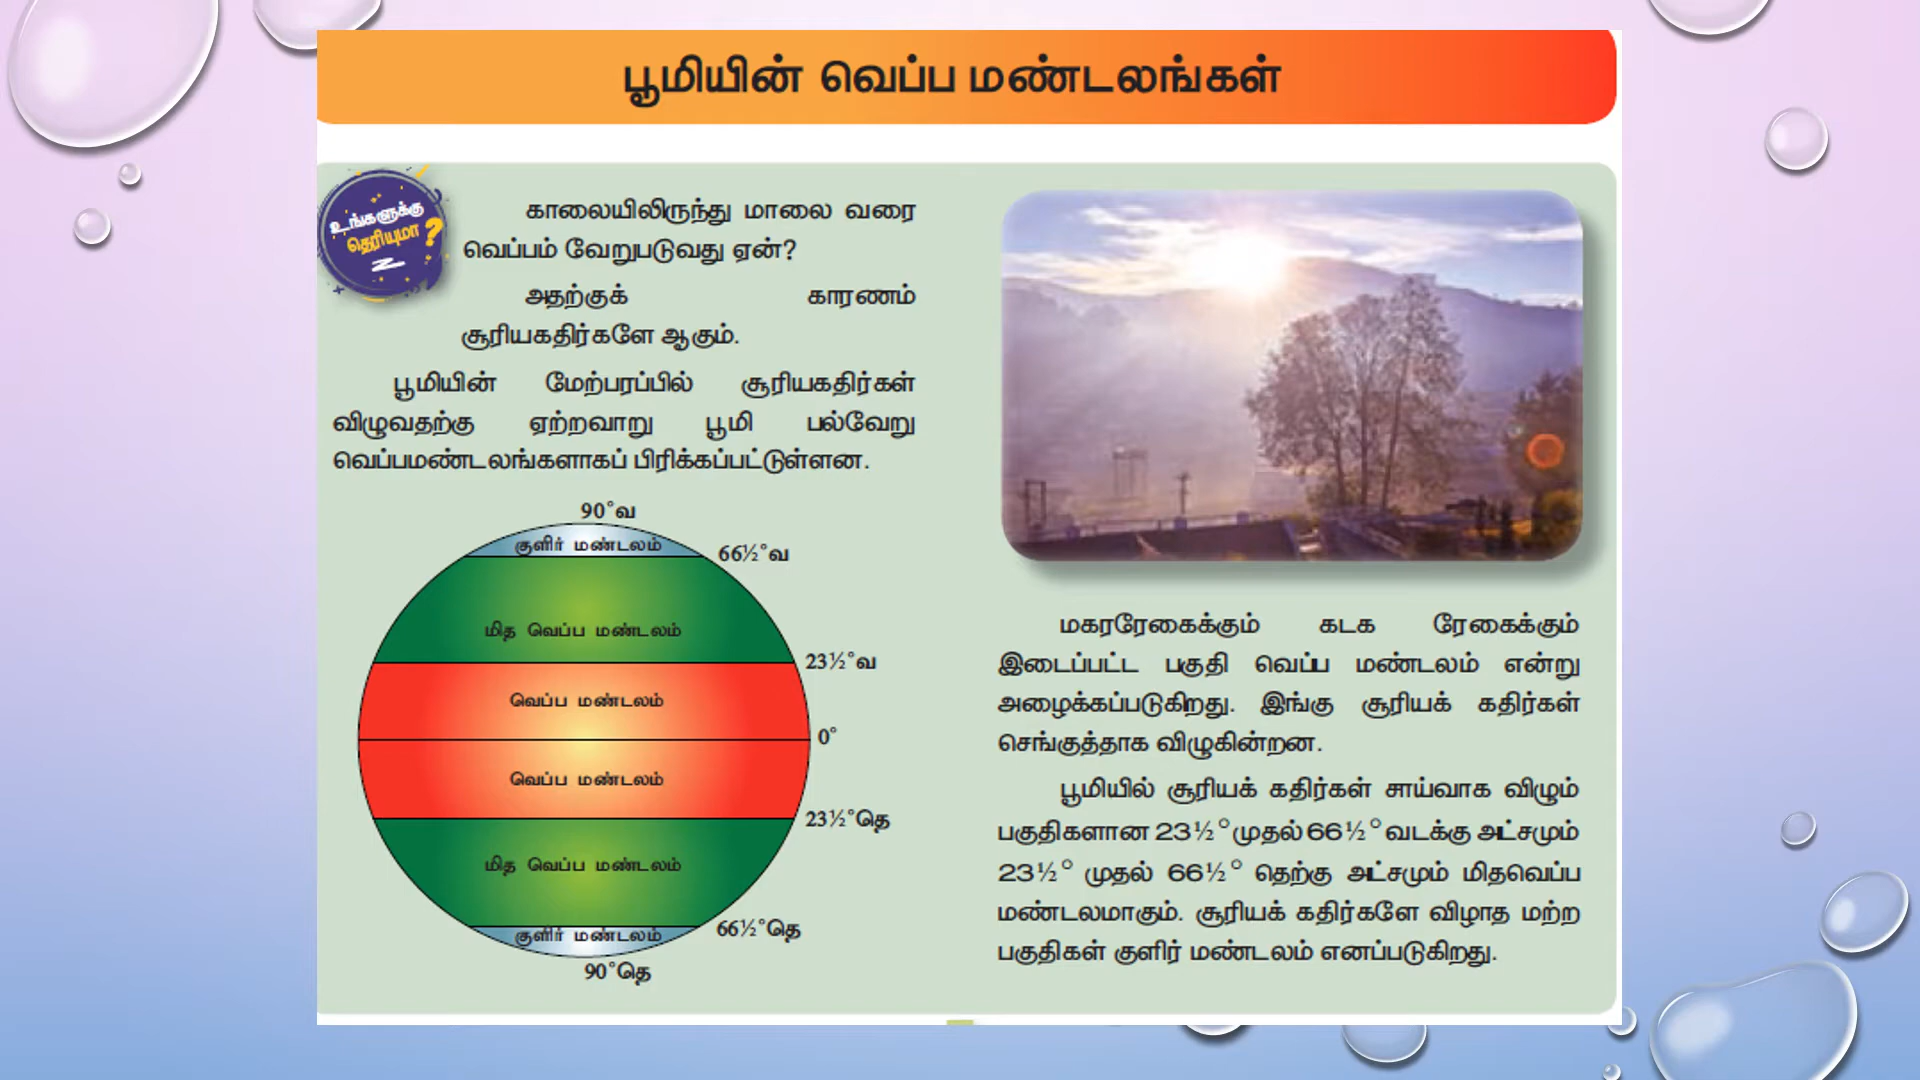 பூமியின் வெப்ப மண்டலங்கள்
உங்களுக்கு
தெரியுமா ?
காலையிலிருந்து மாலை வரை
வெப்பம் வேறுபடுவது ஏன்?
அதற்குக் காரணம்
சூரியகதிர்களே ஆகும்.
பூமியின் மேற்பரப்பில் சூரியகதிர்கள்
விழுவதற்கு ஏற்றவாறு பூமி பல்வேறு
வெப்பமண்டலங்களாகப் பிரிக்கப்பட்டுள்ளன.
90°வ
குளிர் மண்டலம்
66½°வ
மித வெப்ப மண்டலம்
23½°வ
வெப்ப மண்டலம்
0°
வெப்ப மண்டலம்
23½°தெ
மித வெப்ப மண்டலம்
66½°தெ
குளிர் மண்டலம்
90°தெ
மகரரேகைக்கும் கடக ரேகைக்கும்
இடைப்பட்ட பகுதி வெப்ப மண்டலம் என்று
அழைக்கப்படுகிறது. இங்கு சூரியக் கதிர்கள்
செங்குத்தாக விழுகின்றன.
பூமியில் சூரியக் கதிர்கள் சாய்வாக விழும்
பகுதிகளான 23½° முதல் 66½° வடக்கு அட்சமும்
23½° முதல் 66½° தெற்கு அட்சமும் மிதவெப்ப
மண்டலமாகும். சூரியக் கதிர்களே விழாத மற்ற
பகுதிகள் குளிர் மண்டலம் எனப்படுகிறது.